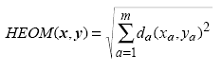 HEOM(x, y) = √∑_{a=1}^{m} d_a(x_a, y_a)^2